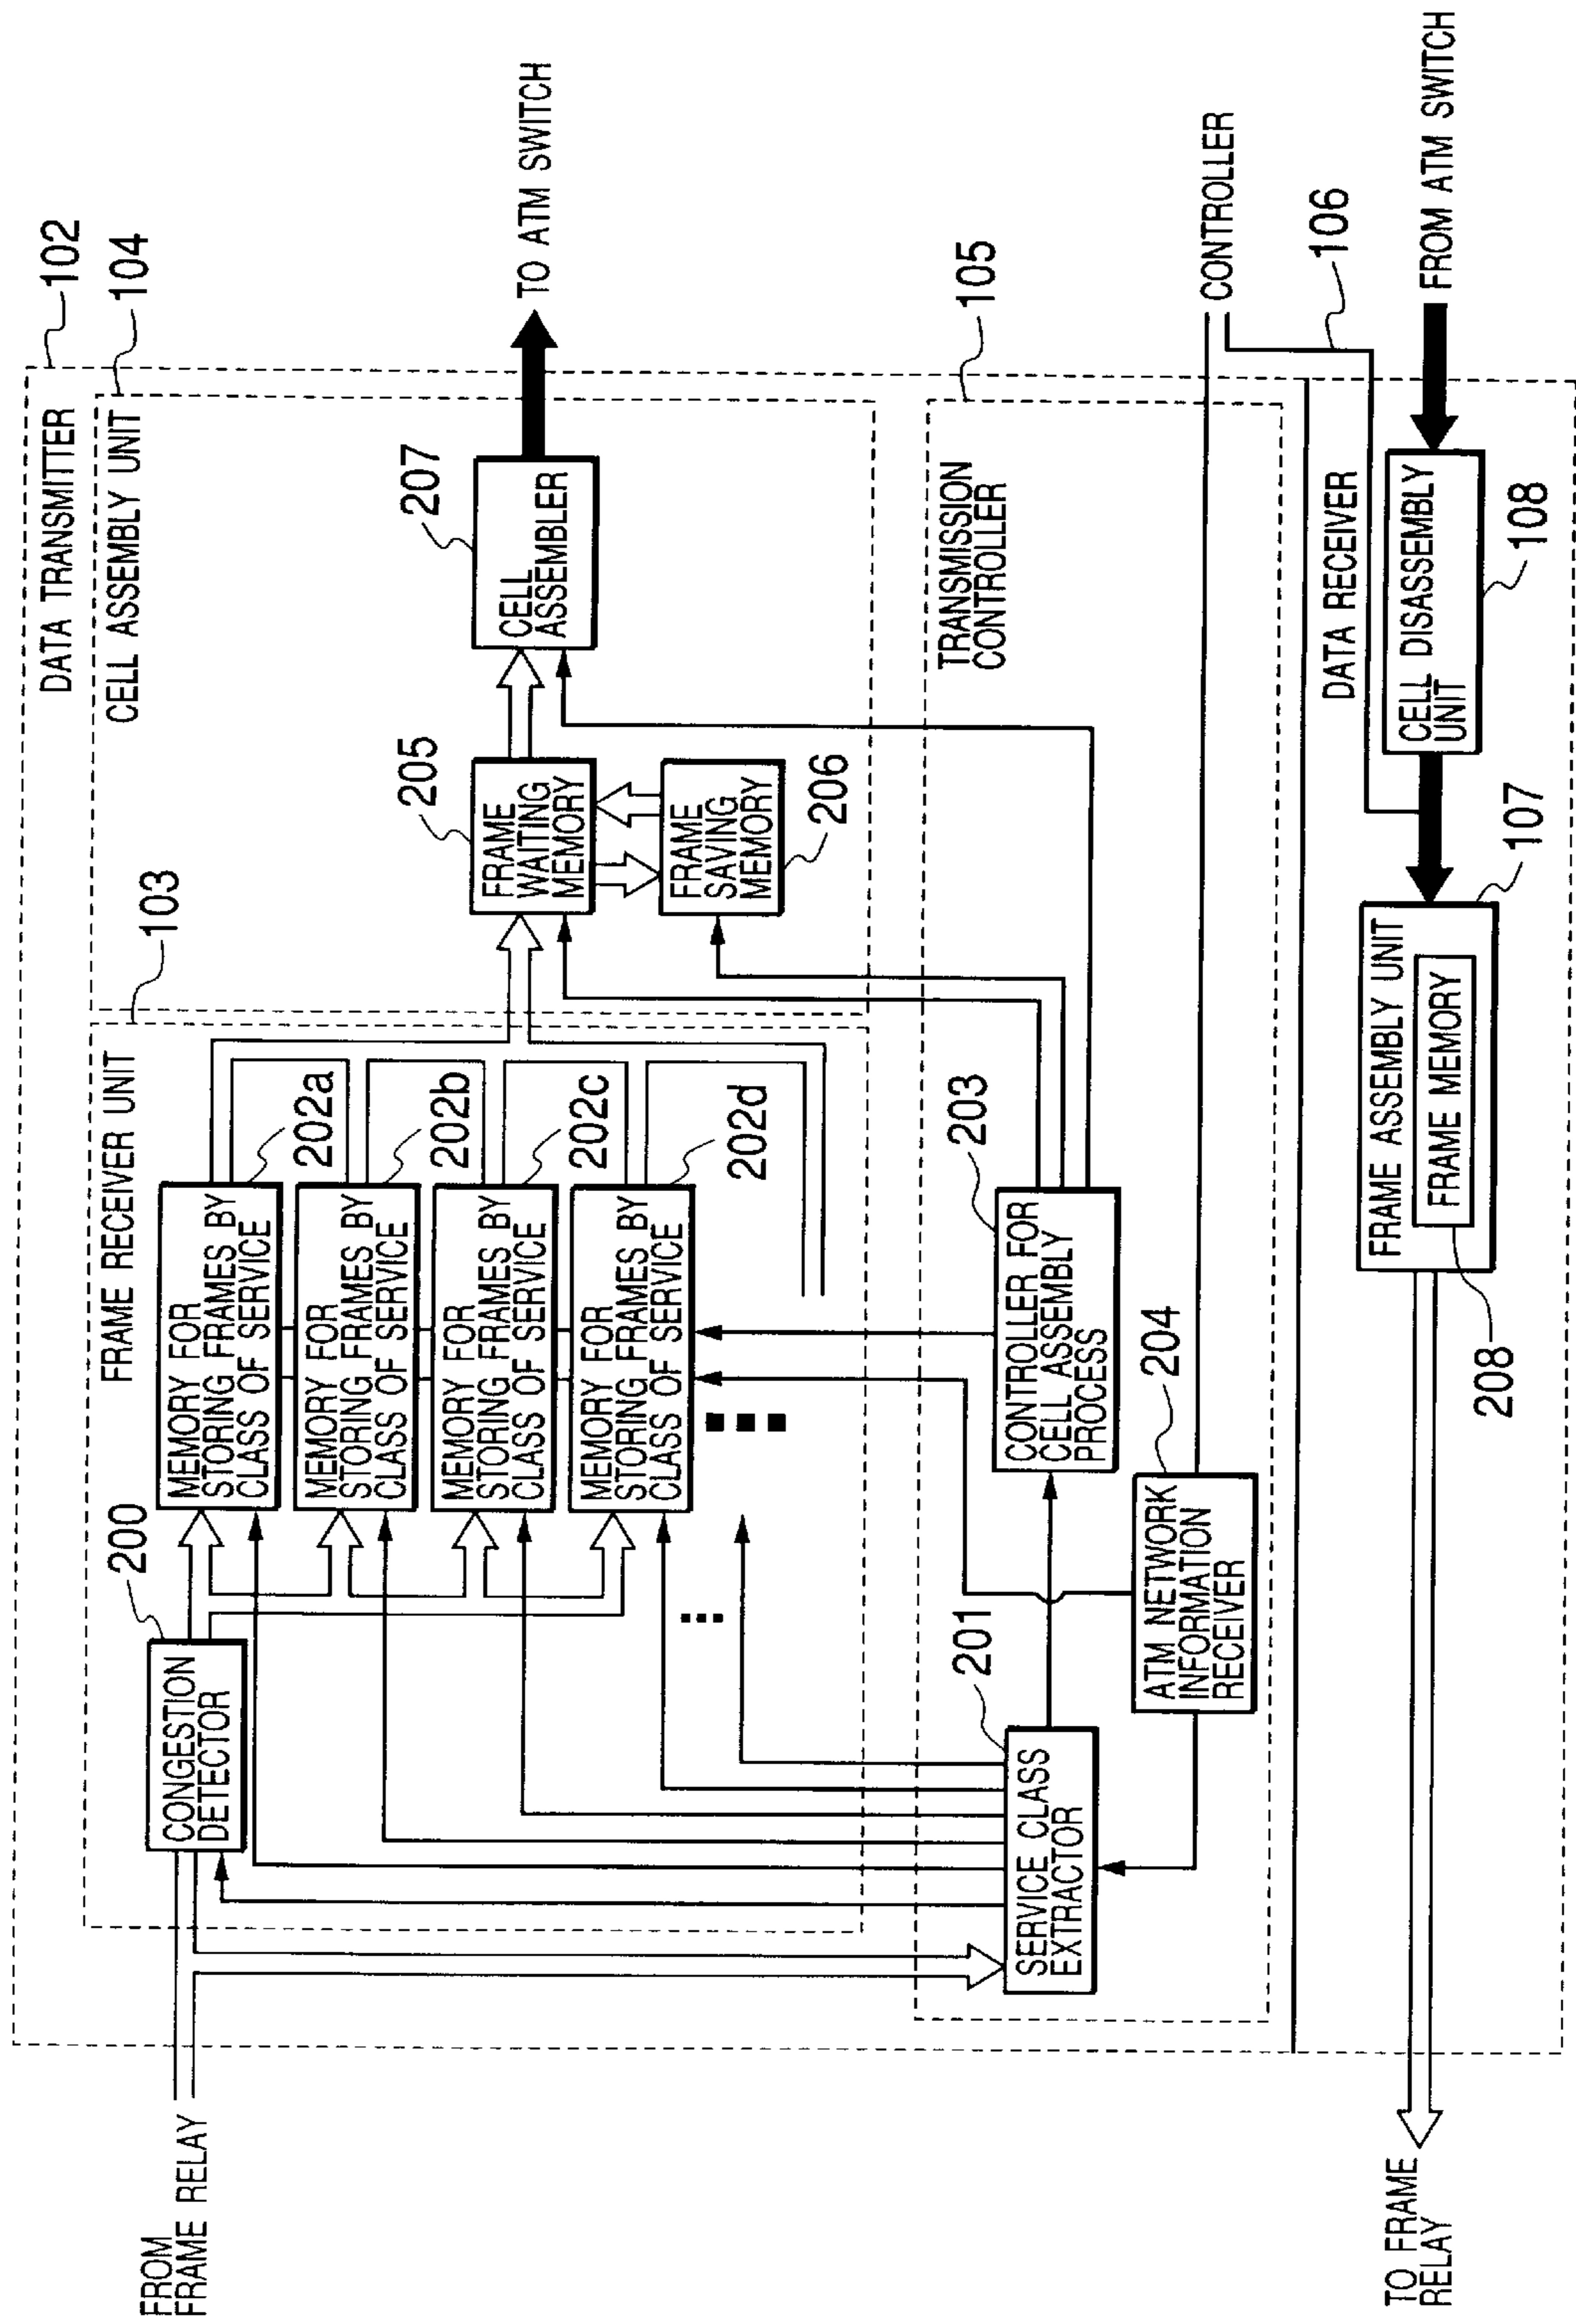 DATA TRANSMITTER
102
CELL ASSEMBLY UNIT
104
FRAME RECEIVER UNIT
103
FROM
FRAME RELAY
CONGESTION
DETECTOR
200
MEMORY FOR
STORING FRAMES BY
CLASS OF SERVICE
202a
MEMORY FOR
STORING FRAMES BY
CLASS OF SERVICE
202b
MEMORY FOR
STORING FRAMES BY
CLASS OF SERVICE
202c
MEMORY FOR
STORING FRAMES BY
CLASS OF SERVICE
202d
FRAME
WAITING
MEMORY
205
FRAME
SAVING
MEMORY
206
CELL
ASSEMBLER
207
TO ATM SWITCH
TRANSMISSION
CONTROLLER
105
SERVICE CLASS
EXTRACTOR
201
CONTROLLER FOR
CELL ASSEMBLY
PROCESS
203
ATM NETWORK
INFORMATION
RECEIVER
204
CONTROLLER
DATA RECEIVER
106
TO FRAME
RELAY
FRAME ASSEMBLY UNIT
FRAME MEMORY
208
107
CELL DISASSEMBLY
UNIT
108
FROM ATM SWITCH